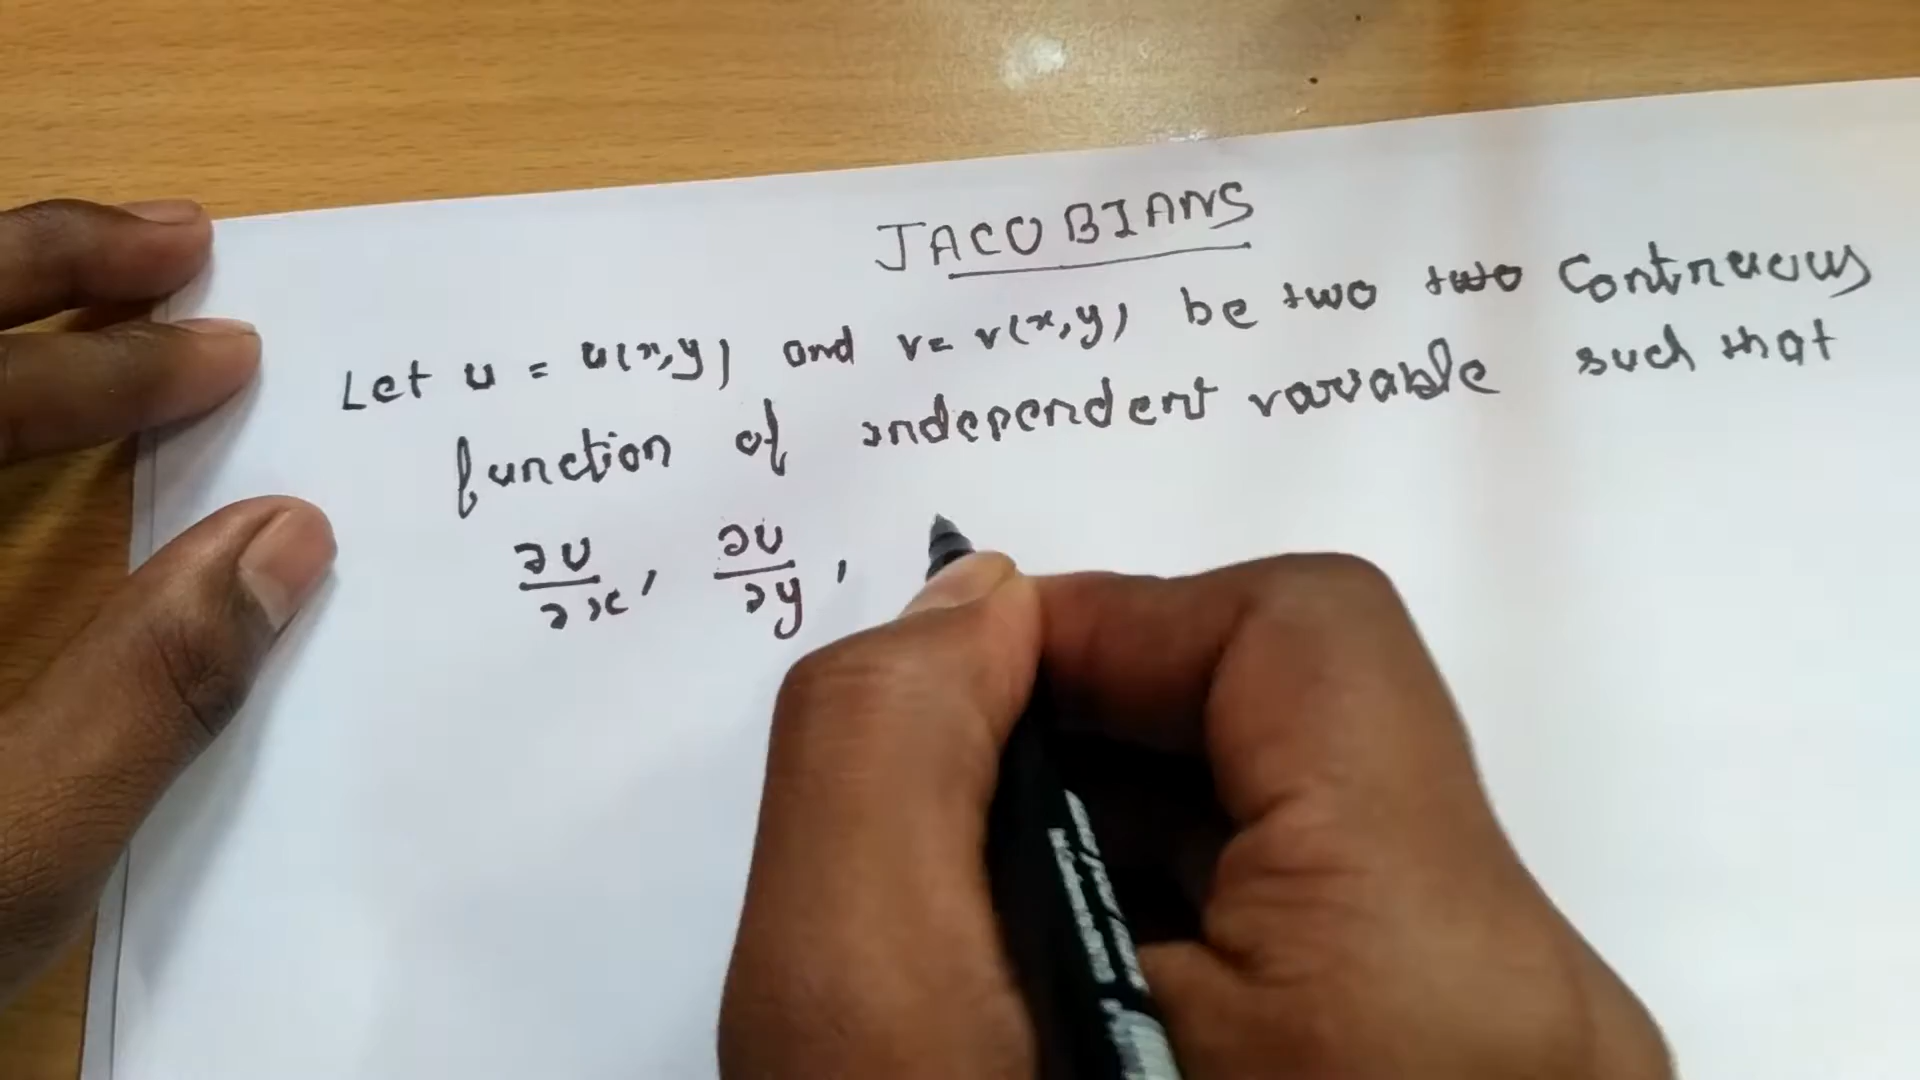 JACOBIANS
Let u = u(x,y) and v = v(x,y) be two two Continuous
function of independent variable such that
∂u/∂x, ∂u/∂y,